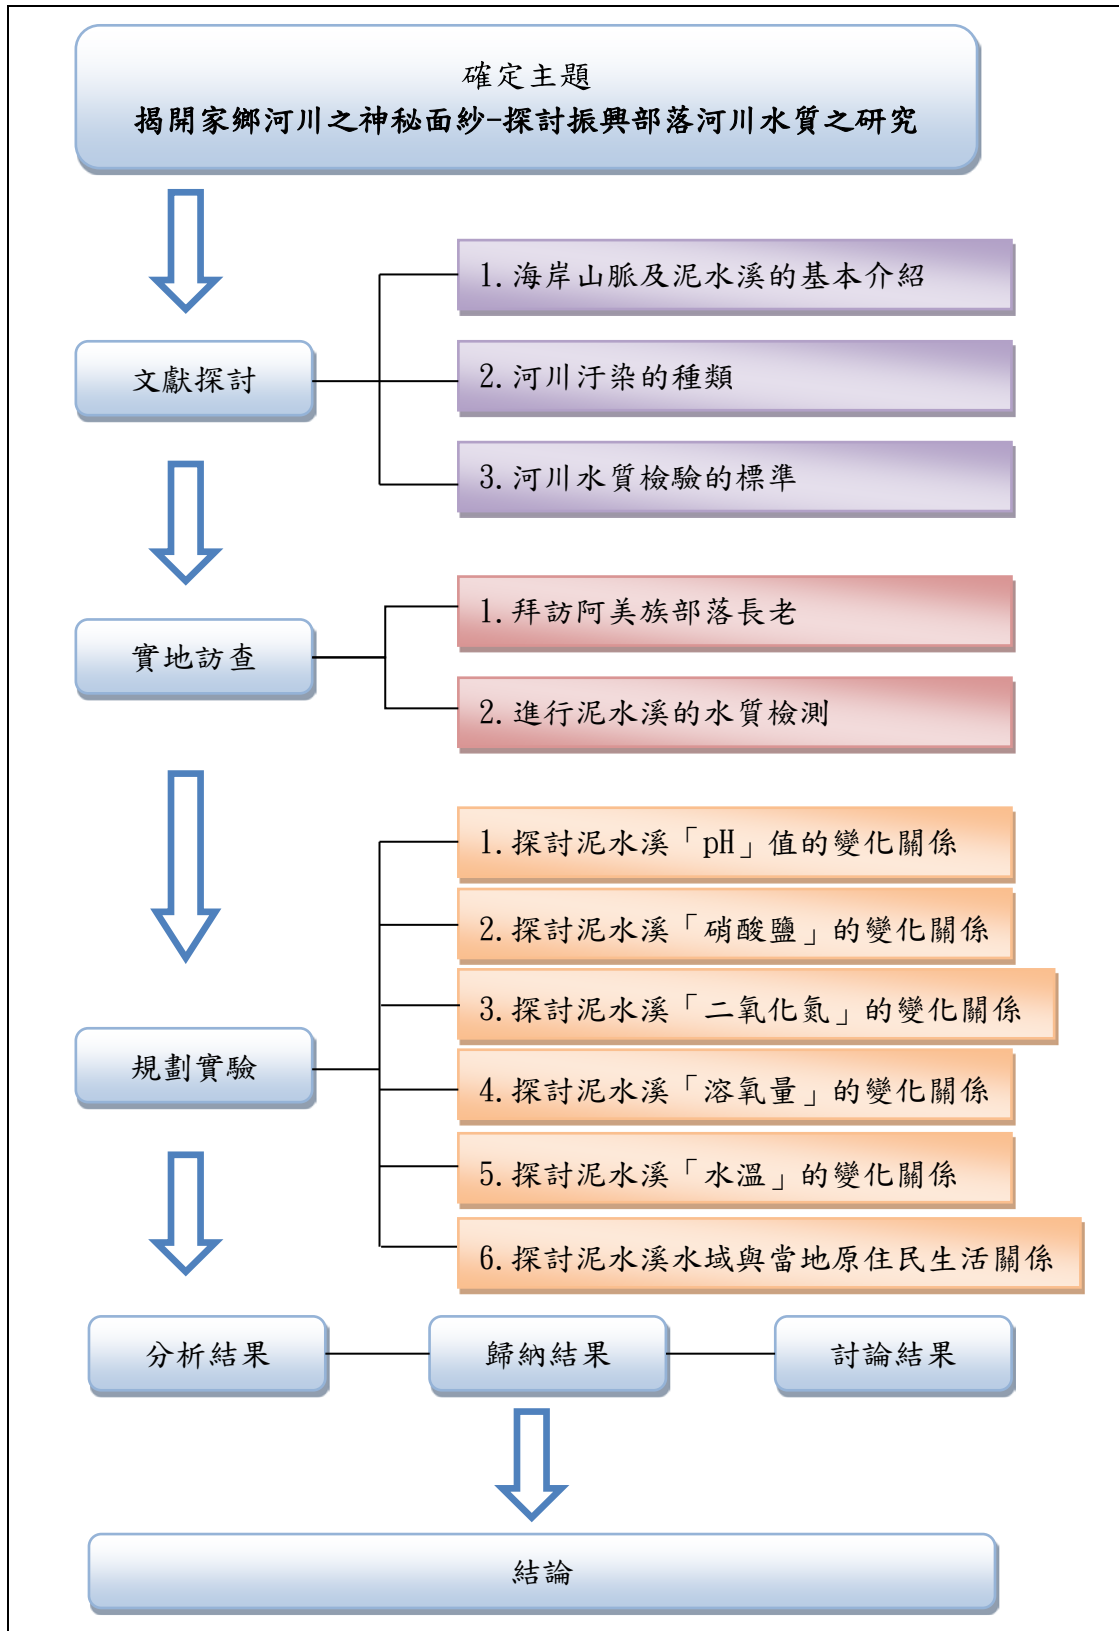 確定主題
揭開家鄉河川之神秘面紗-探討振興部落河川水質之研究
文獻探討
1.海岸山脈及泥水溪的基本介紹
2.河川汙染的種類
3.河川水質檢驗的標準
實地訪查
1.拜訪阿美族部落長老
2.進行泥水溪的水質檢測
規劃實驗
1.探討泥水溪「pH」值的變化關係
2.探討泥水溪「硝酸鹽」的變化關係
3.探討泥水溪「二氧化氮」的變化關係
4.探討泥水溪「溶氧量」的變化關係
5.探討泥水溪「水溫」的變化關係
6.探討泥水溪水域與當地原住民生活關係
分析結果
歸納結果
討論結果
結論